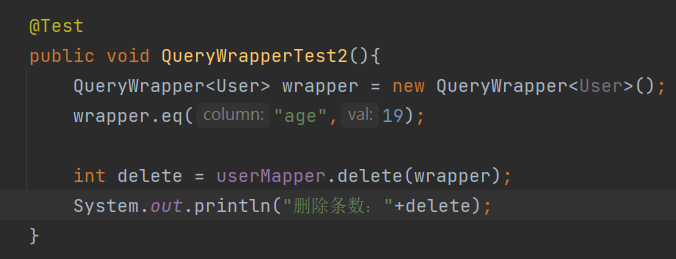 @Test
public void QueryWrapperTest2(){
QueryWrapper<User> wrapper = new QueryWrapper<User>();
wrapper.eq( column: "age", val: 19);
int delete = userMapper.delete(wrapper);
System.out.println("删除条数："+delete);
}